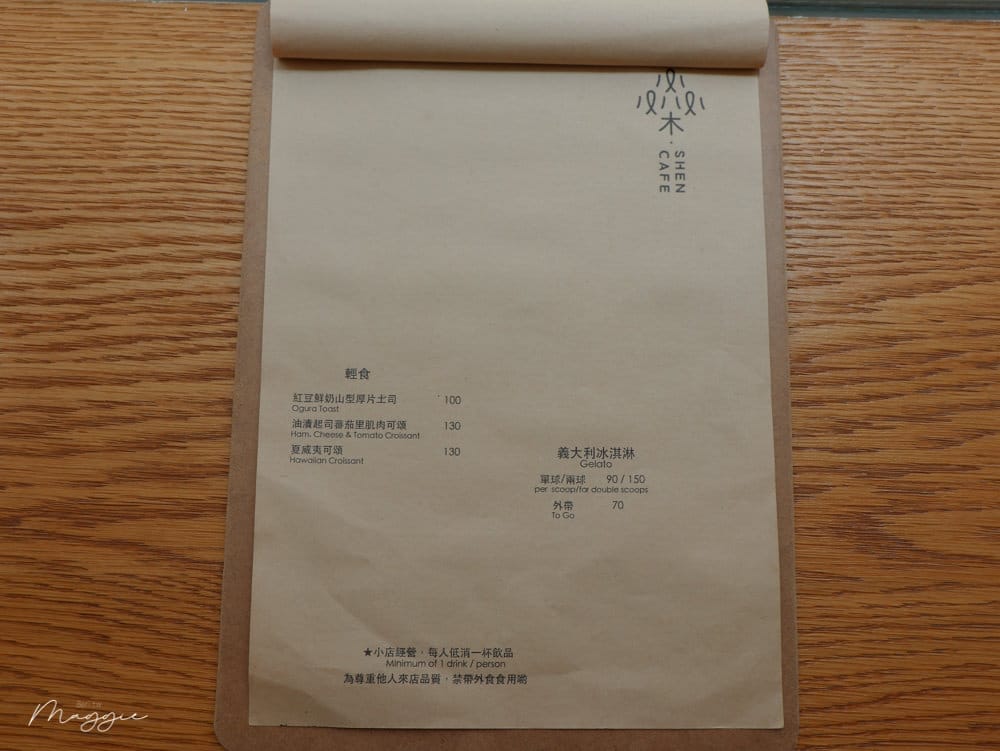 SHEN
CAFE
輕食
紅豆鮮奶山型厚片土司 100
Ogura Toast
油漬起司蕃茄里肌肉可頌 130
Ham, Cheese & Tomato Croissant
夏威夷可頌 130
Hawaiian Croissant
義大利冰淇淋
Gelato
單球/兩球 90 / 150
per scoop/for double scoops
外帶 70
To Go
★小店經營，每人低消一杯飲品
Minimum of 1 drink / person
為尊重他人來店品質，禁帶外食食用喲
Maggie